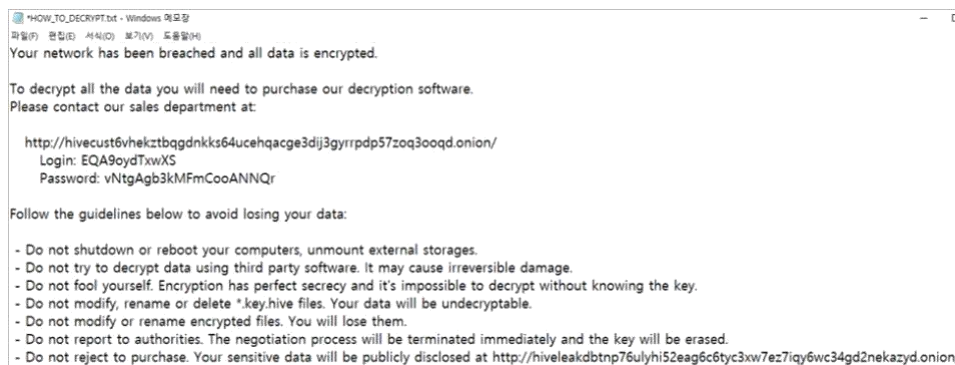 *HOW_TO_DECRYPT.txt - Windows 메모장
파일(F) 편집(E) 서식(O) 보기(V) 도움말(H)
Your network has been breached and all data is encrypted.
To decrypt all the data you will need to purchase our decryption software.
Please contact our sales department at:
http://hivecust6vhekztbqgdnkks64ucehqacge3dij3gyrrpdp57zoq3ooqd.onion/
Login: EQA9oydTxwXS
Password: vNtgAgb3kMFmCooANNQr
Follow the guidelines below to avoid losing your data:
- Do not shutdown or reboot your computers, unmount external storages.
- Do not try to decrypt data using third party software. It may cause irreversible damage.
- Do not fool yourself. Encryption has perfect secrecy and it's impossible to decrypt without knowing the key.
- Do not modify, rename or delete *.key.hive files. Your data will be undecryptable.
- Do not modify or rename encrypted files. You will lose them.
- Do not report to authorities. The negotiation process will be terminated immediately and the key will be erased.
- Do not reject to purchase. Your sensitive data will be publicly disclosed at http://hiveleakdbtnp76ulyhi52eag6c6tyc3xw7ez7iqy6wc34gd2nekazyd.onion